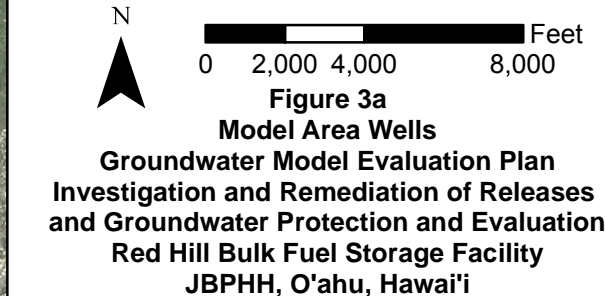 N
Feet
0 2,000 4,000 8,000
Figure 3a
Model Area Wells
Groundwater Model Evaluation Plan
Investigation and Remediation of Releases
and Groundwater Protection and Evaluation
Red Hill Bulk Fuel Storage Facility
JBPHH, O'ahu, Hawai'i